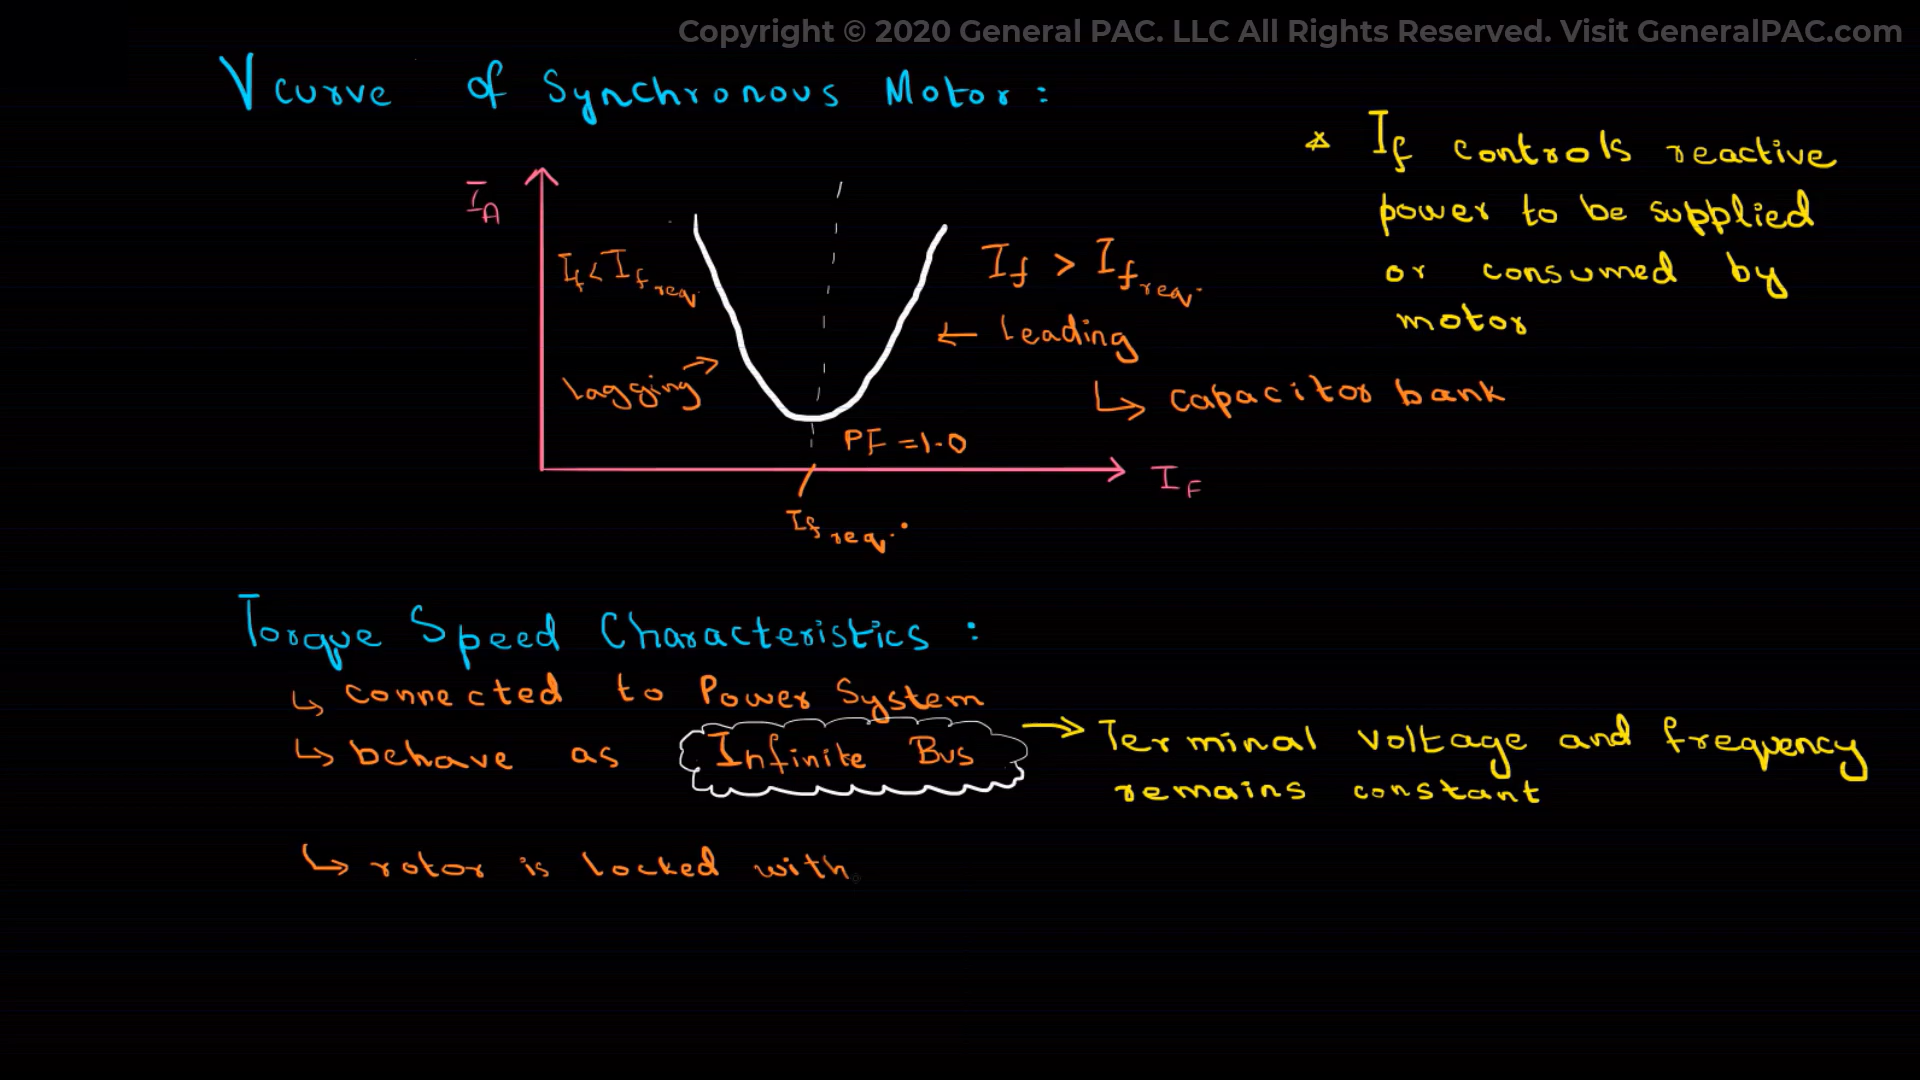 Copyright © 2020 General PAC. LLC All Rights Reserved. Visit GeneralPAC.com
V curve of Synchronous Motor:
* If controls reactive
power to be supplied
or consumed by
motor
IA
If < If req.
If > If req.
← Leading
Lagging →
↳ capacitor bank
PF = 1.0
IF
If req.
Torque Speed Characteristics:
↳ connected to Power System
↳ behave as Infinite Bus → Terminal voltage and frequency
remains constant
↳ rotor is locked with